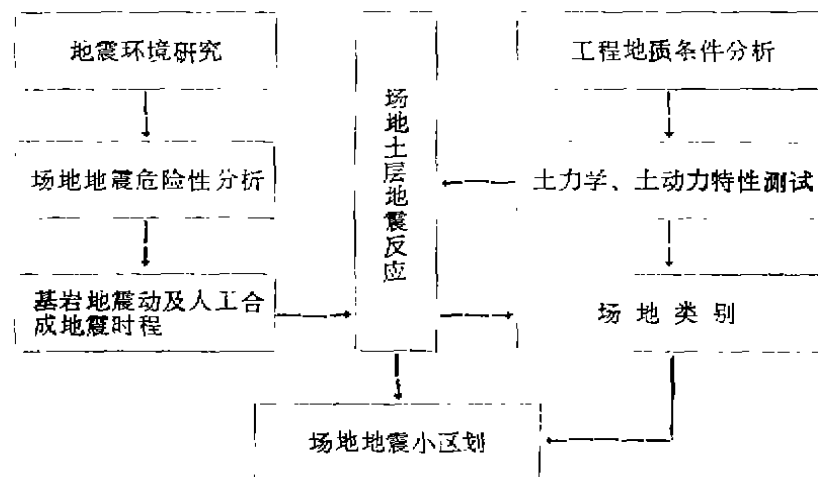 地震环境研究
工程地质条件分析
场地土层地震反应
场地地震危险性分析
土力学、土动力特性测试
基岩地震动及人工合
成地震时程
场地类别
场地地震小区划